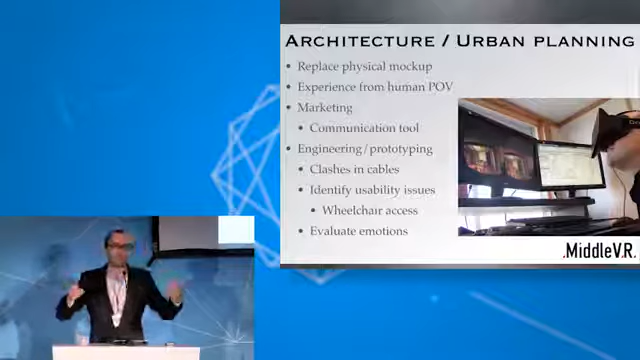 ARCHITECTURE / URBAN PLANNING
• Replace physical mockup
• Experience from human POV
• Marketing
• Communication tool
• Engineering/prototyping
• Clashes in cables
• Identify usability issues
• Wheelchair access
• Evaluate emotions
.MiddleV.R.